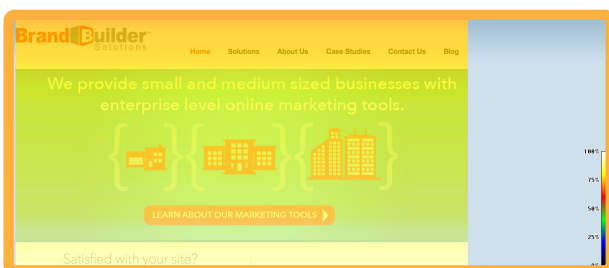 BrandBuilder
Solutions
Home Solutions About Us Case Studies Contact Us Blog
We provide small and medium sized businesses with
enterprise level online marketing tools.
LEARN ABOUT OUR MARKETING TOOLS
Satisfied with your site?
100%
75%
50%
25%